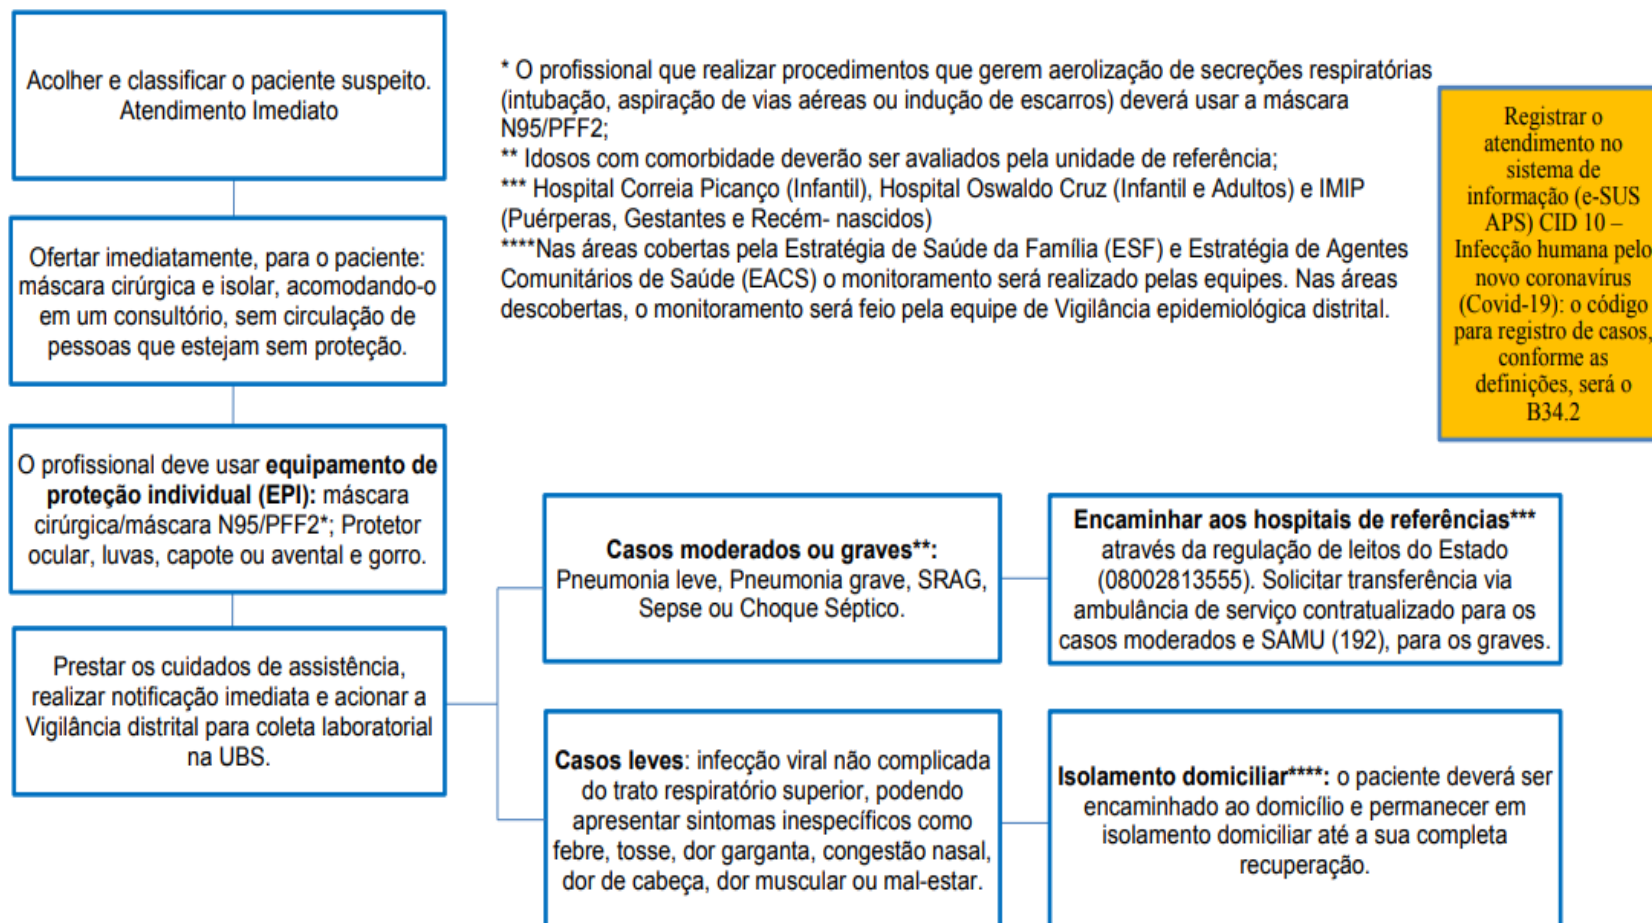 Acolher e classificar o paciente suspeito.
Atendimento Imediato
* O profissional que realizar procedimentos que gerem aerolização de secreções respiratórias
(intubação, aspiração de vias aéreas ou indução de escarros) deverá usar a máscara
N95/PFF2;
** Idosos com comorbidade deverão ser avaliados pela unidade de referência;
*** Hospital Correia Picanço (Infantil), Hospital Oswaldo Cruz (Infantil e Adultos) e IMIP
(Puérperas, Gestantes e Recém- nascidos)
****Nas áreas cobertas pela Estratégia de Saúde da Família (ESF) e Estratégia de Agentes
Comunitários de Saúde (EACS) o monitoramento será realizado pelas equipes. Nas áreas
descobertas, o monitoramento será feio pela equipe de Vigilância epidemiológica distrital.
Registrar o
atendimento no
sistema de
informação (e-SUS
APS) CID 10 –
Infecção humana pelo
novo coronavírus
(Covid-19): o código
para registro de casos,
conforme as
definições, será o
B34.2
Ofertar imediatamente, para o paciente:
máscara cirúrgica e isolar, acomodando-o
em um consultório, sem circulação de
pessoas que estejam sem proteção.
O profissional deve usar equipamento de
proteção individual (EPI): máscara
cirúrgica/máscara N95/PFF2*; Protetor
ocular, luvas, capote ou avental e gorro.
Prestar os cuidados de assistência,
realizar notificação imediata e acionar a
Vigilância distrital para coleta laboratorial
na UBS.
Casos moderados ou graves**:
Pneumonia leve, Pneumonia grave, SRAG,
Sepse ou Choque Séptico.
Encaminhar aos hospitais de referências***
através da regulação de leitos do Estado
(08002813555). Solicitar transferência via
ambulância de serviço contratualizado para os
casos moderados e SAMU (192), para os graves.
Casos leves: infecção viral não complicada
do trato respiratório superior, podendo
apresentar sintomas inespecíficos como
febre, tosse, dor garganta, congestão nasal,
dor de cabeça, dor muscular ou mal-estar.
Isolamento domiciliar****: o paciente deverá ser
encaminhado ao domicílio e permanecer em
isolamento domiciliar até a sua completa
recuperação.